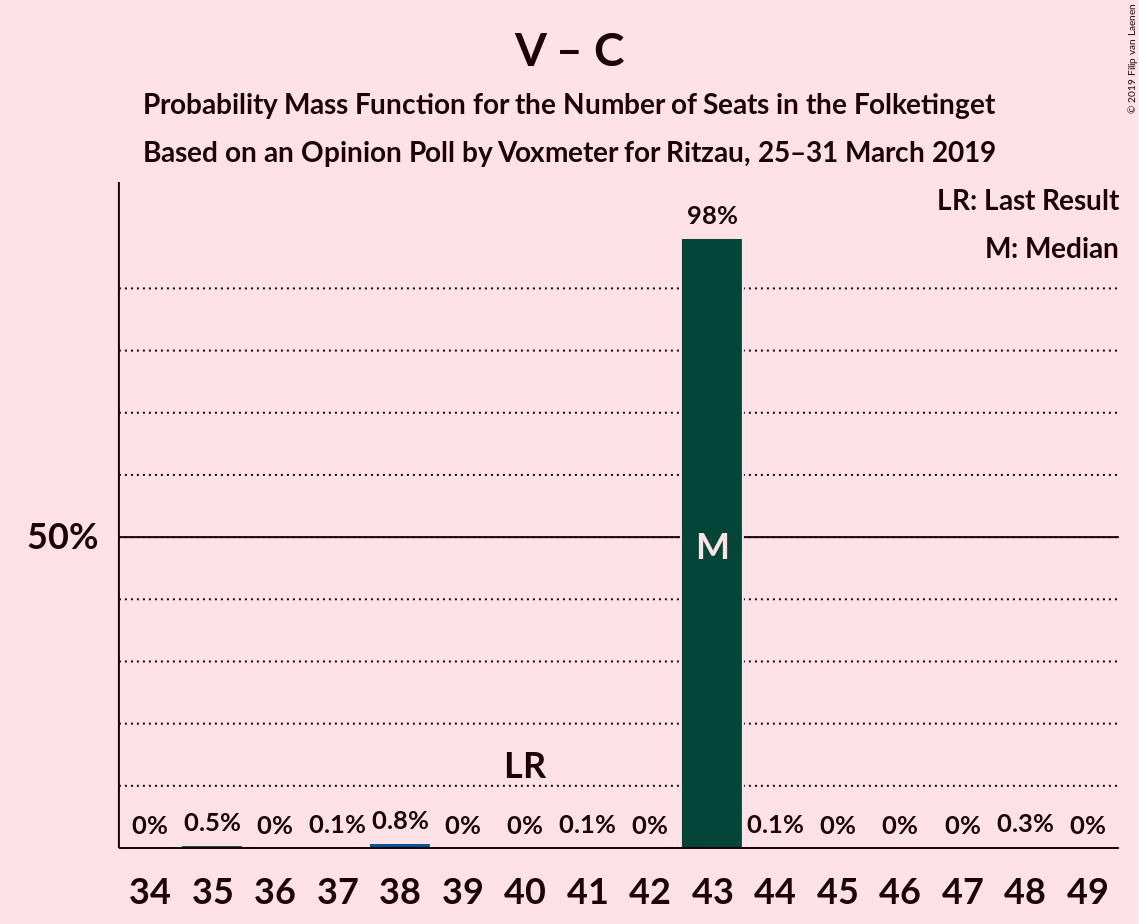 V – C
Probability Mass Function for the Number of Seats in the Folketinget
Based on an Opinion Poll by Voxmeter for Ritzau, 25–31 March 2019
© 2019 Filip van Laenen
LR: Last Result
M: Median
98%
50%
M
LR
0% 0.5% 0% 0.1% 0.8% 0% 0% 0.1% 0% 0.1% 0% 0% 0% 0.3% 0%
34 35 36 37 38 39 40 41 42 43 44 45 46 47 48 49